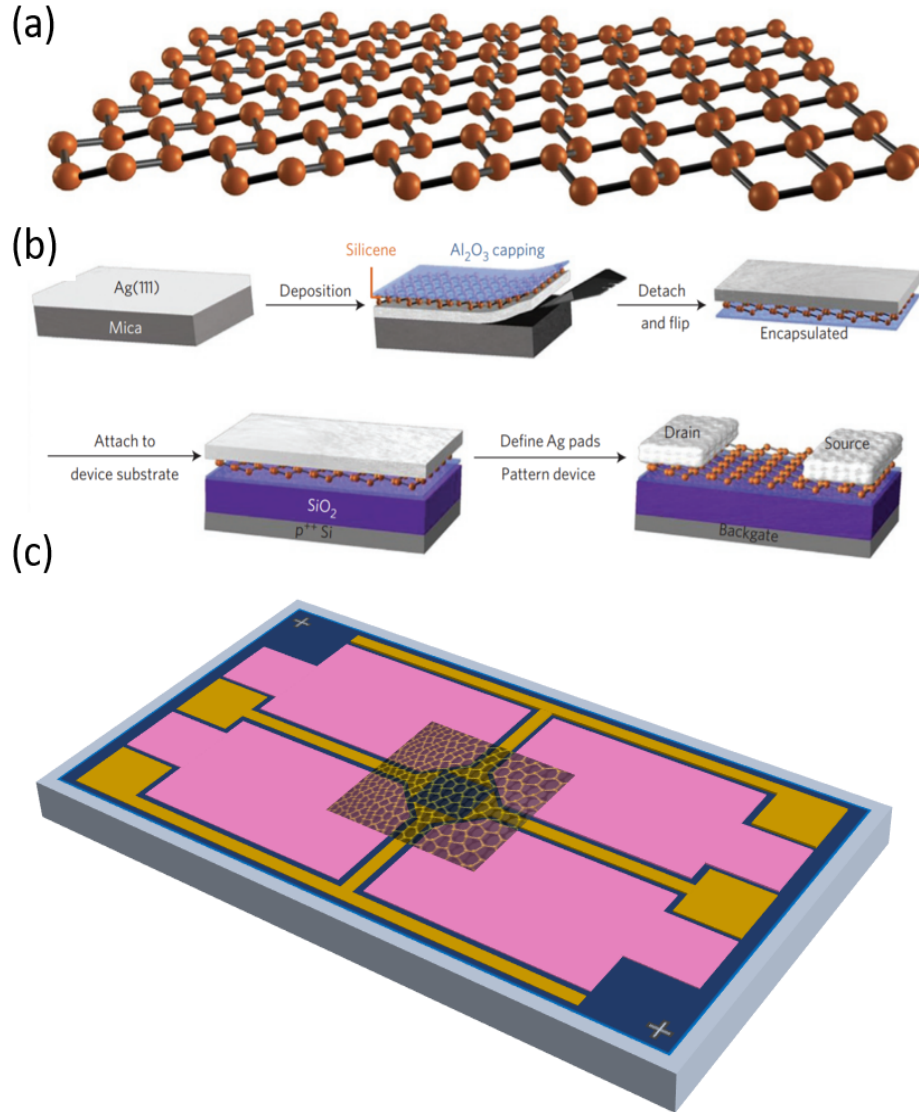 (a)
(b)
Silicene
Al₂O₃ capping
Ag(111)
Mica
Deposition
Detach
and flip
Encapsulated
Attach to
device substrate
SiO₂
p⁺⁺ Si
Define Ag pads
Pattern device
Drain
Source
Backgate
(c)